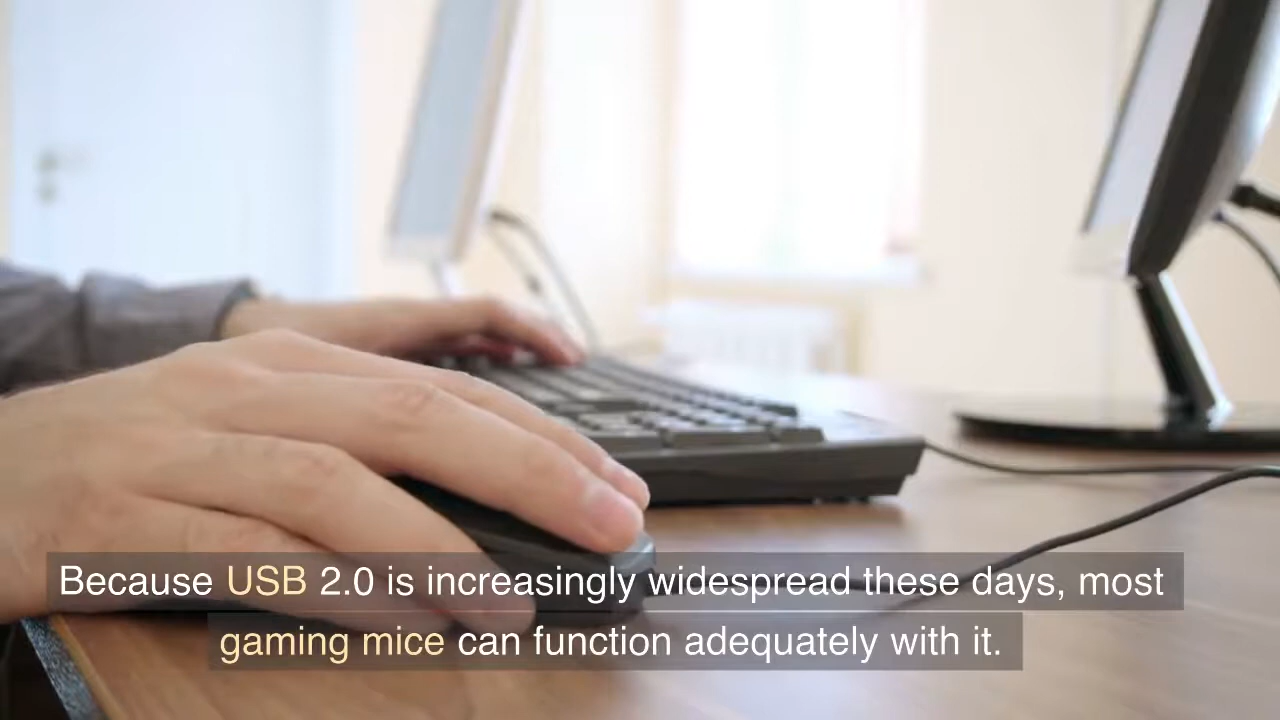 Because USB 2.0 is increasingly widespread these days, most
gaming mice can function adequately with it.